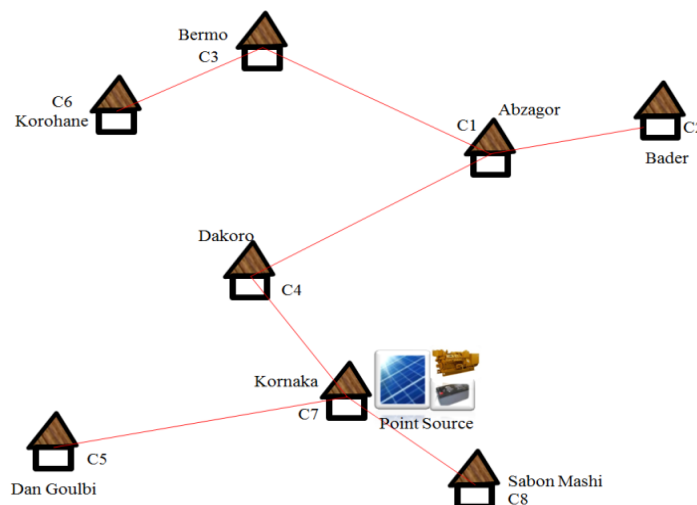 Bermo
C3
C6
Korohane
Abzagor
C1
C2
Bader
Dakoro
C4
Kornaka
C7
Point Source
C5
Dan Goulbi
Sabon Mashi
C8